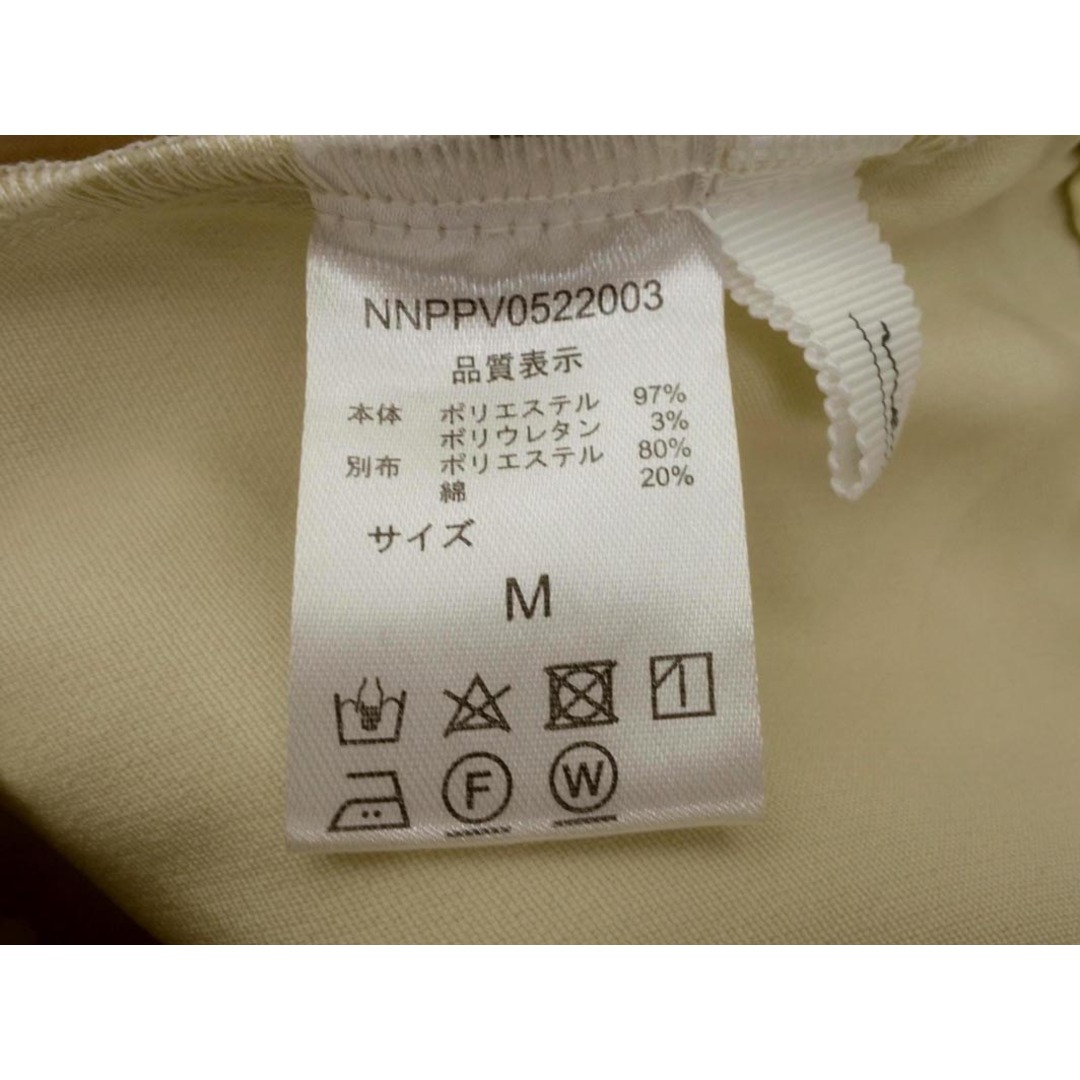 NNPPV0522003
品質表示
本体 ポリエステル 97%
ポリウレタン 3%
別布 ポリエステル 80%
綿 20%
サイズ
M
F W